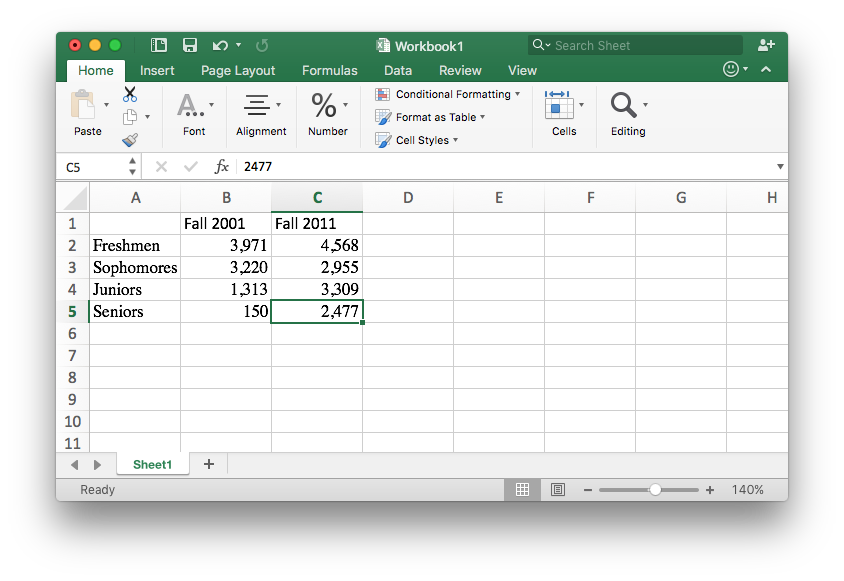 Workbook1
Search Sheet
Home Insert Page Layout Formulas Data Review View
Paste
A...
Font
Alignment
%
Number
Conditional Formatting
Format as Table
Cell Styles
Cells
Editing
C5 fx 2477
A B C D E F G H
1 Fall 2001 Fall 2011
2 Freshmen 3,971 4,568
3 Sophomores 3,220 2,955
4 Juniors 1,313 3,309
5 Seniors 150 2,477
6
7
8
9
10
11
Sheet1 +
Ready − + 140%